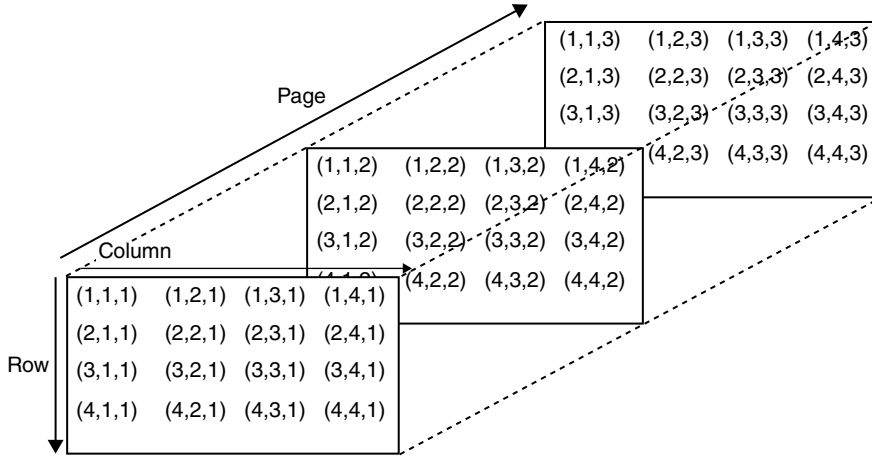 Page
(1,1,3) (1,2,3) (1,3,3) (1,4,3)
(2,1,3) (2,2,3) (2,3,3) (2,4,3)
(3,1,3) (3,2,3) (3,3,3) (3,4,3)
(4,2,3) (4,3,3) (4,4,3)
(1,1,2) (1,2,2) (1,3,2) (1,4,2)
(2,1,2) (2,2,2) (2,3,2) (2,4,2)
(3,1,2) (3,2,2) (3,3,2) (3,4,2)
(4,2,2) (4,3,2) (4,4,2)
Column
Row
(1,1,1) (1,2,1) (1,3,1) (1,4,1)
(2,1,1) (2,2,1) (2,3,1) (2,4,1)
(3,1,1) (3,2,1) (3,3,1) (3,4,1)
(4,1,1) (4,2,1) (4,3,1) (4,4,1)